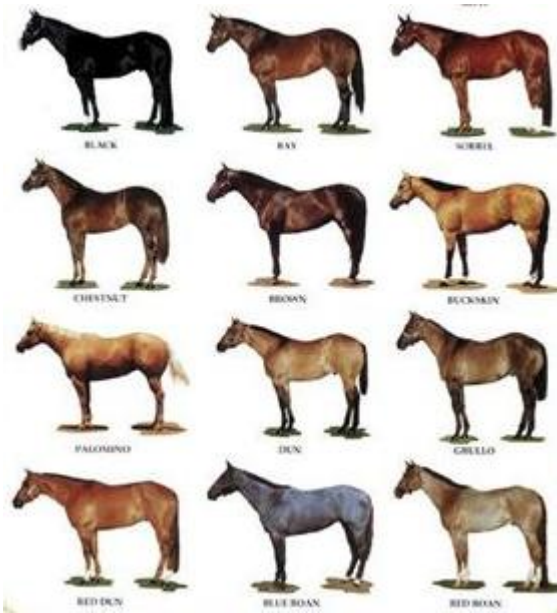 BLACK
BAY
SORREL
CHESTNUT
BROWN
BUCKSKIN
PALOMINO
DUN
GRULLO
RED DUN
BLUE ROAN
RED ROAN